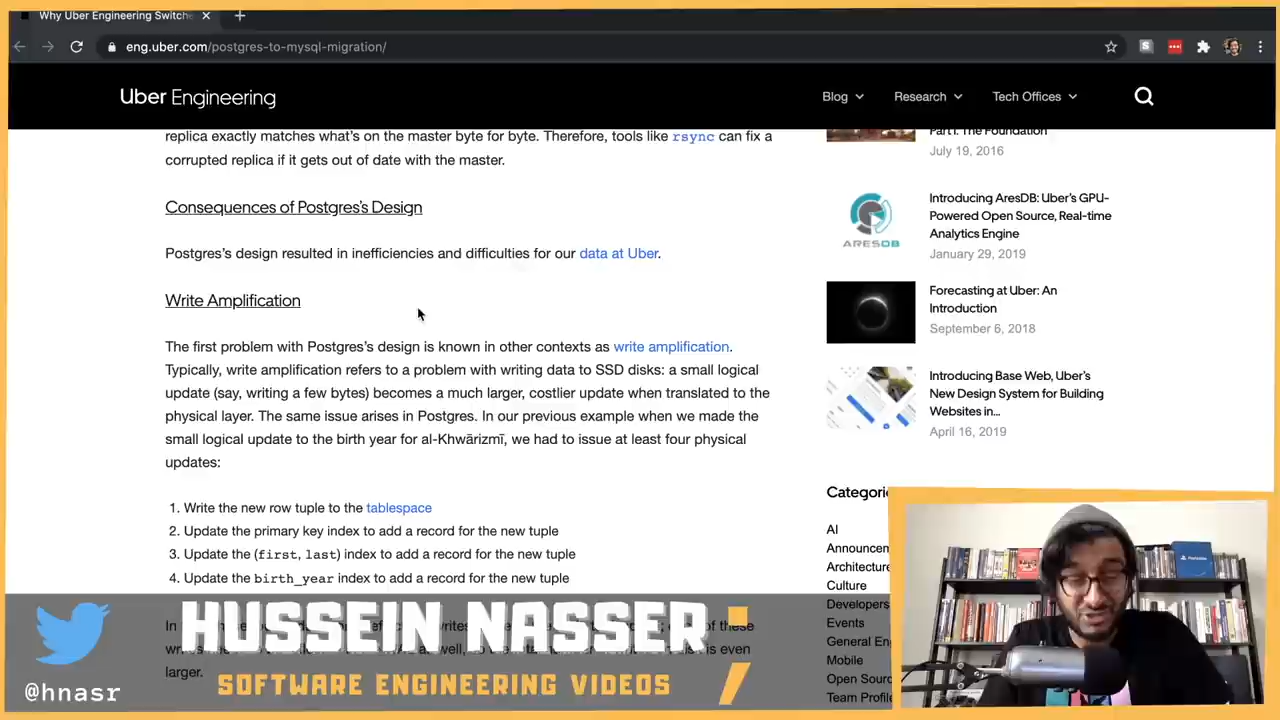 Why Uber Engineering Switche
eng.uber.com/postgres-to-mysql-migration/
Uber Engineering
Blog
Research
Tech Offices
replica exactly matches what's on the master byte for byte. Therefore, tools like rsync can fix a
corrupted replica if it gets out of date with the master.
Consequences of Postgres's Design
Postgres's design resulted in inefficiencies and difficulties for our data at Uber.
Write Amplification
The first problem with Postgres's design is known in other contexts as write amplification.
Typically, write amplification refers to a problem with writing data to SSD disks: a small logical
update (say, writing a few bytes) becomes a much larger, costlier update when translated to the
physical layer. The same issue arises in Postgres. In our previous example when we made the
small logical update to the birth year for al-Khwārizmī, we had to issue at least four physical
updates:
1. Write the new row tuple to the tablespace
2. Update the primary key index to add a record for the new tuple
3. Update the (first, last) index to add a record for the new tuple
4. Update the birth_year index to add a record for the new tuple
larger.
Part I: The Foundation
July 19, 2016
ARESDB
Introducing AresDB: Uber's GPU-
Powered Open Source, Real-time
Analytics Engine
January 29, 2019
Forecasting at Uber: An
Introduction
September 6, 2018
Introducing Base Web, Uber's
New Design System for Building
Websites in...
April 16, 2019
Categorie
AI
Announcem
Architecture
Culture
Developers
Events
General En
Mobile
Open Sourc
Team Profile
HUSSEIN NASSER
SOFTWARE ENGINEERING VIDEOS
@hnasr